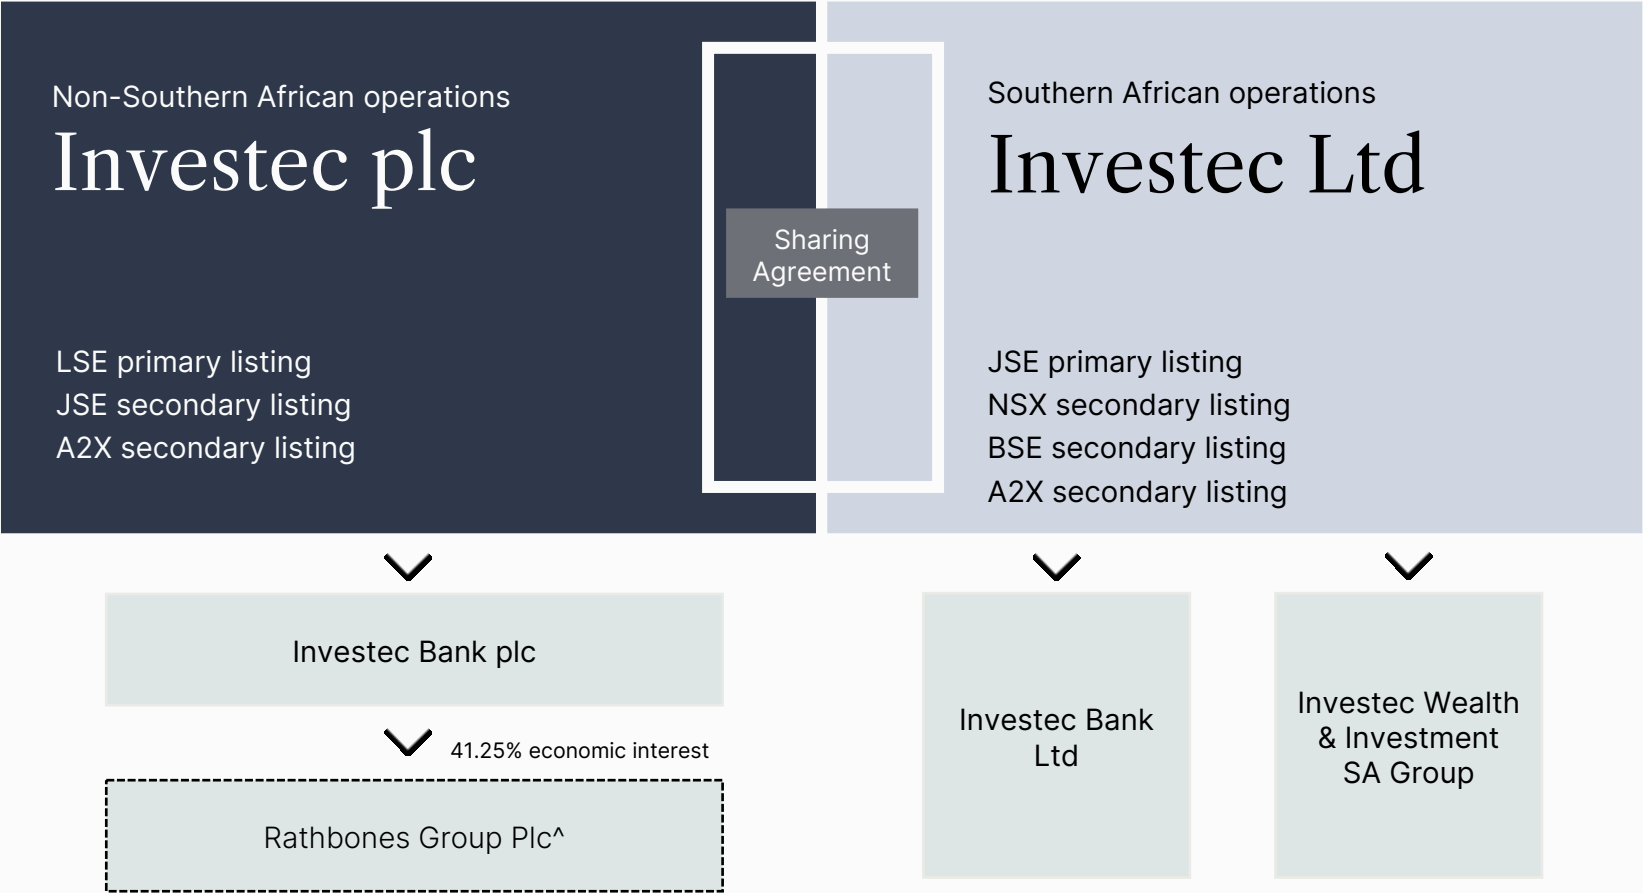 Non-Southern African operations
Investec plc
LSE primary listing
JSE secondary listing
A2X secondary listing
Sharing
Agreement
Southern African operations
Investec Ltd
JSE primary listing
NSX secondary listing
BSE secondary listing
A2X secondary listing
Investec Bank plc
41.25% economic interest
Rathbones Group Plc^
Investec Bank
Ltd
Investec Wealth
& Investment
SA Group